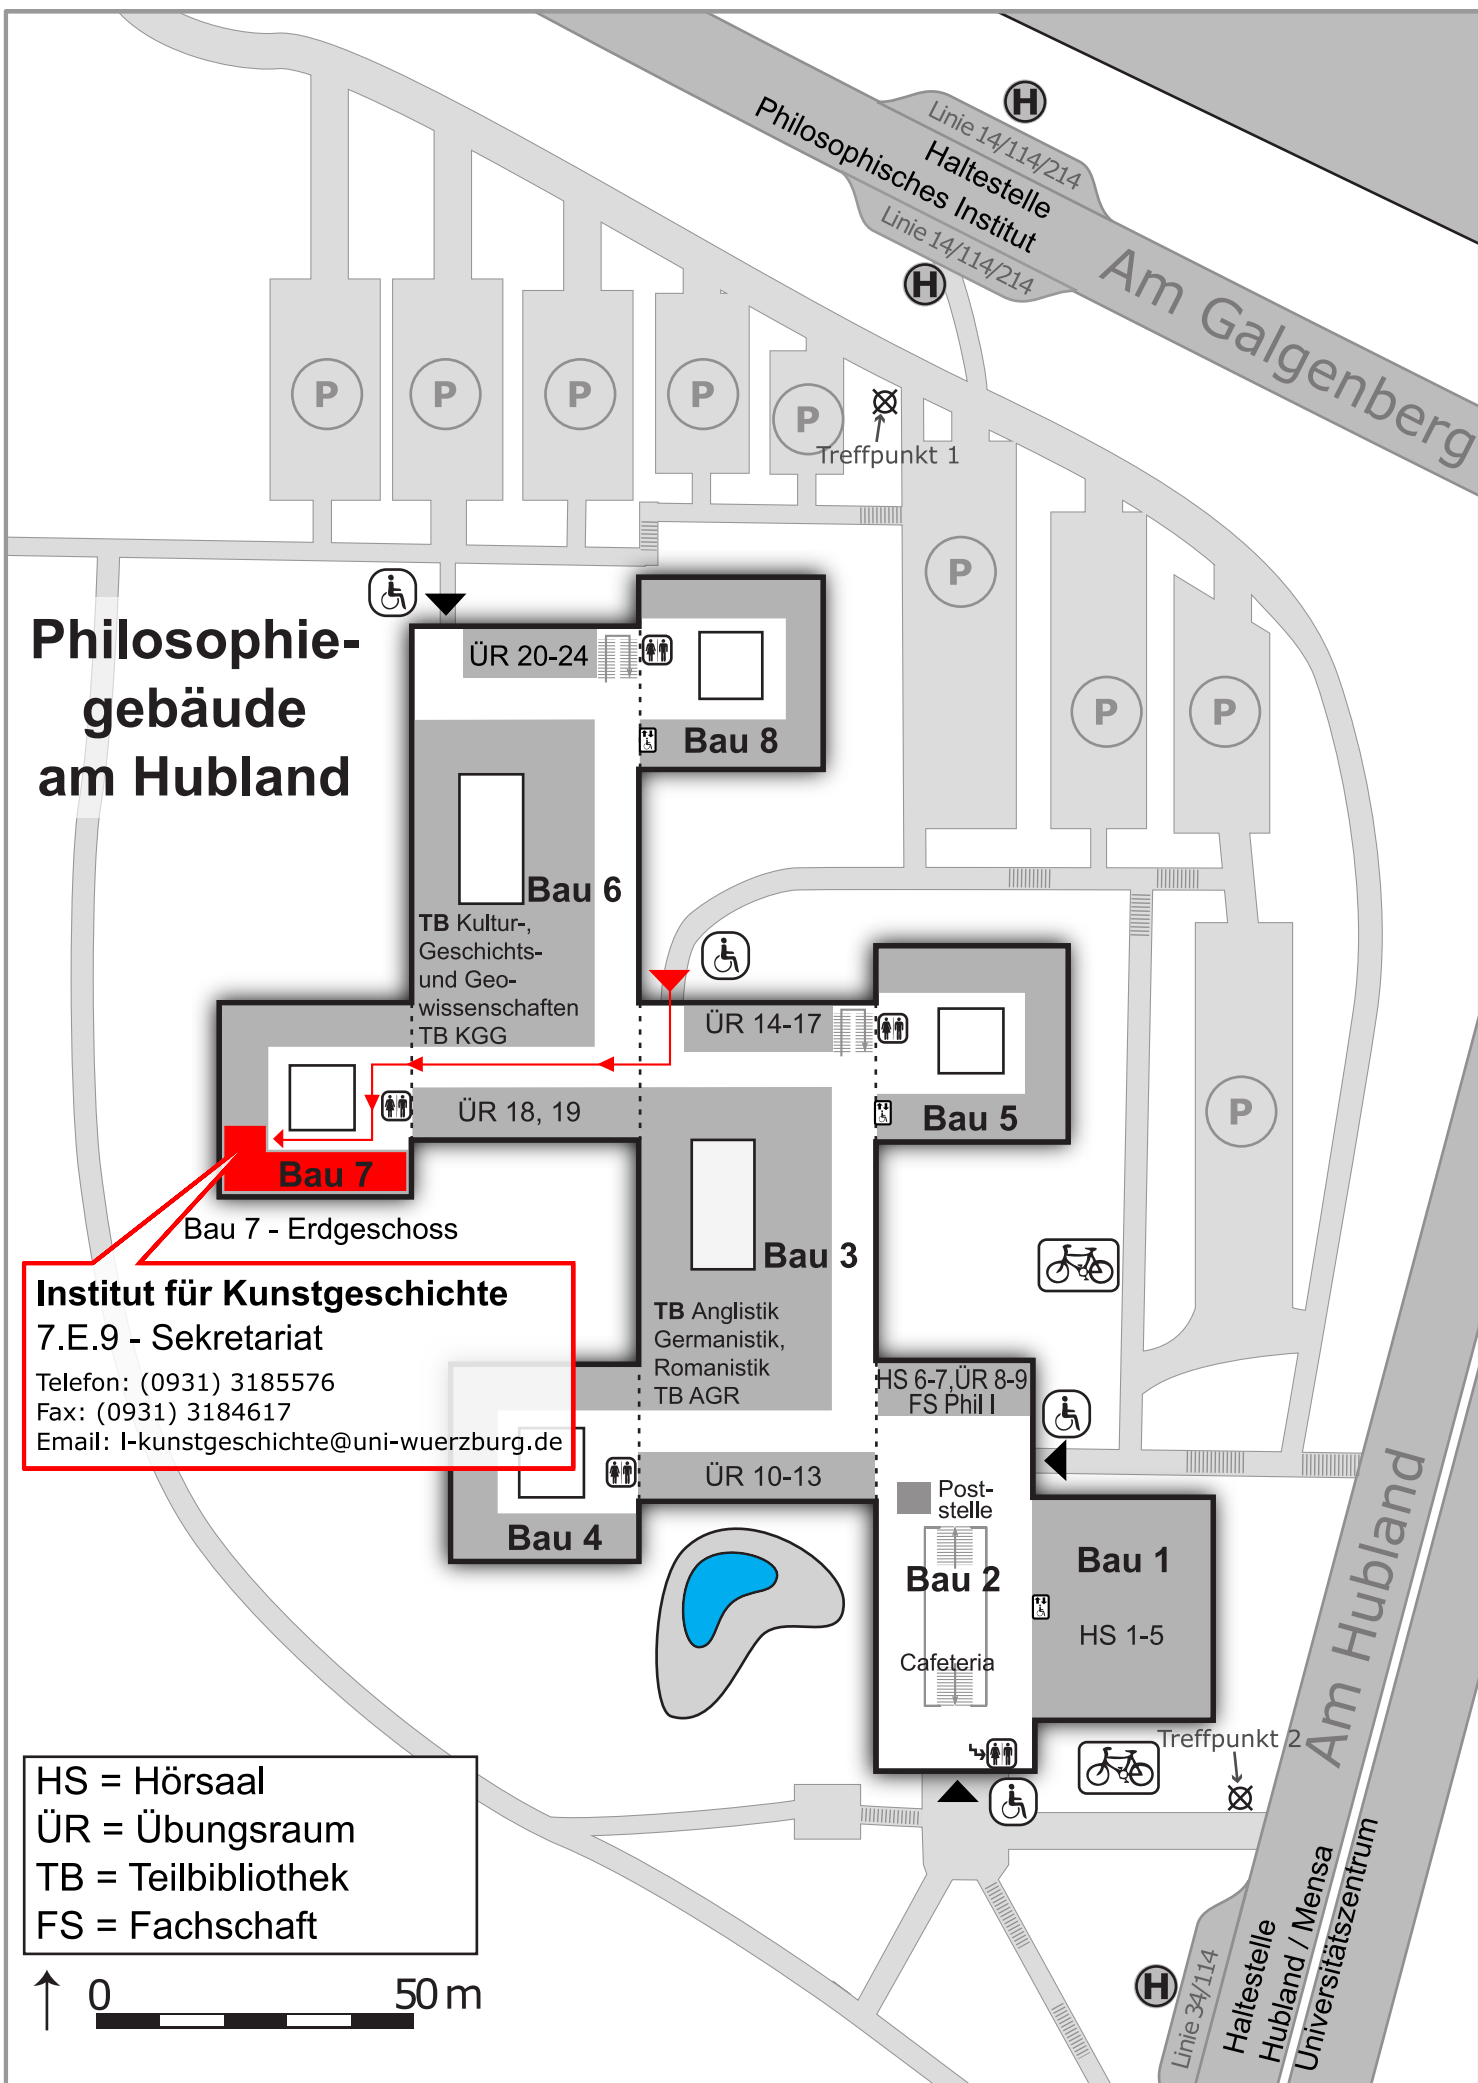 H
Linie 14/114/214
Haltestelle
Philosophisches Institut
Linie 14/114/214
H
Am Galgenberg
P
P
P
P
P
Treffpunkt 1
P
P
P
P
Philosophie-
gebäude
am Hubland
ÜR 20-24
Bau 8
Bau 6
TB Kultur-,
Geschichts-
und Geo-
wissenschaften
TB KGG
ÜR 14-17
Bau 5
ÜR 18, 19
Bau 7
Bau 7 - Erdgeschoss
Institut für Kunstgeschichte
7.E.9 - Sekretariat
Telefon: (0931) 3185576
Fax: (0931) 3184617
Email: l-kunstgeschichte@uni-wuerzburg.de
Bau 3
TB Anglistik
Germanistik,
Romanistik
TB AGR
HS 6-7,ÜR 8-9
FS Phil I
ÜR 10-13
Bau 4
Post-
stelle
Bau 2
Cafeteria
Bau 1
HS 1-5
Am Hubland
Treffpunkt 2
HS = Hörsaal
ÜR = Übungsraum
TB = Teilbibliothek
FS = Fachschaft
0 50 m
H
Linie 34/114
Haltestelle
Hubland / Mensa
Universitätszentrum